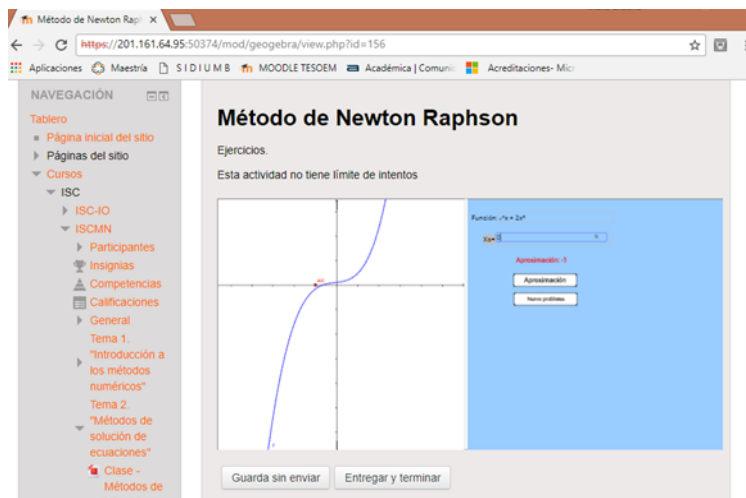 Método de Newton Rap
https://201.161.64.95:50374/mod/geogebra/view.php?id=156
Aplicaciones Maestría S I D I U M B MOODLE TESOEM Académica | Comunic Acreditaciones- Micr
NAVEGACIÓN
Tablero
Página inicial del sitio
Páginas del sitio
Cursos
ISC
ISC-IO
ISCMN
Participantes
Insignias
Competencias
Calificaciones
General
Tema 1.
"Introducción a
los métodos
numéricos"
Tema 2.
"Métodos de
solución de
ecuaciones"
Clase -
Métodos de
Método de Newton Raphson
Ejercicios.
Esta actividad no tiene límite de intentos
Función:
Aproximación: -1
Aproximación
Nuevo problema
Guarda sin enviar Entregar y terminar